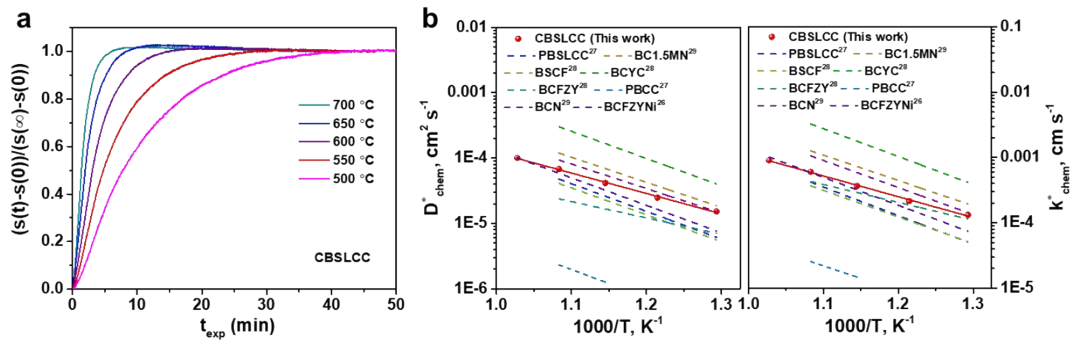 a
(s(t)-s(0))/(s(∞)-s(0))
1.0
0.8
0.6
0.4
0.2
0.0
700 °C
650 °C
600 °C
550 °C
500 °C
CBSLCC
0 10 20 30 40 50
t_exp (min)
b
D*_chem, cm² s⁻¹
0.01
0.001
1E-4
1E-5
1E-6
CBSLCC (This work)
PBSLCC²⁷ BC1.5MN²⁹
BSCF²⁸ BCYC²⁸
BCFZY²⁸ PBCC²⁷
BCN²⁹ BCFZYNi²⁶
1.0 1.1 1.2 1.3
1000/T, K⁻¹
CBSLCC (This work)
PBSLCC²⁷ BC1.5MN²⁹
BSCF²⁸ BCYC²⁸
BCFZY²⁸ PBCC²⁷
BCN²⁹ BCFZYNi²⁶
1.0 1.1 1.2 1.3
1000/T, K⁻¹
0.1
0.01
0.001
1E-4
1E-5
k*_chem, cm s⁻¹